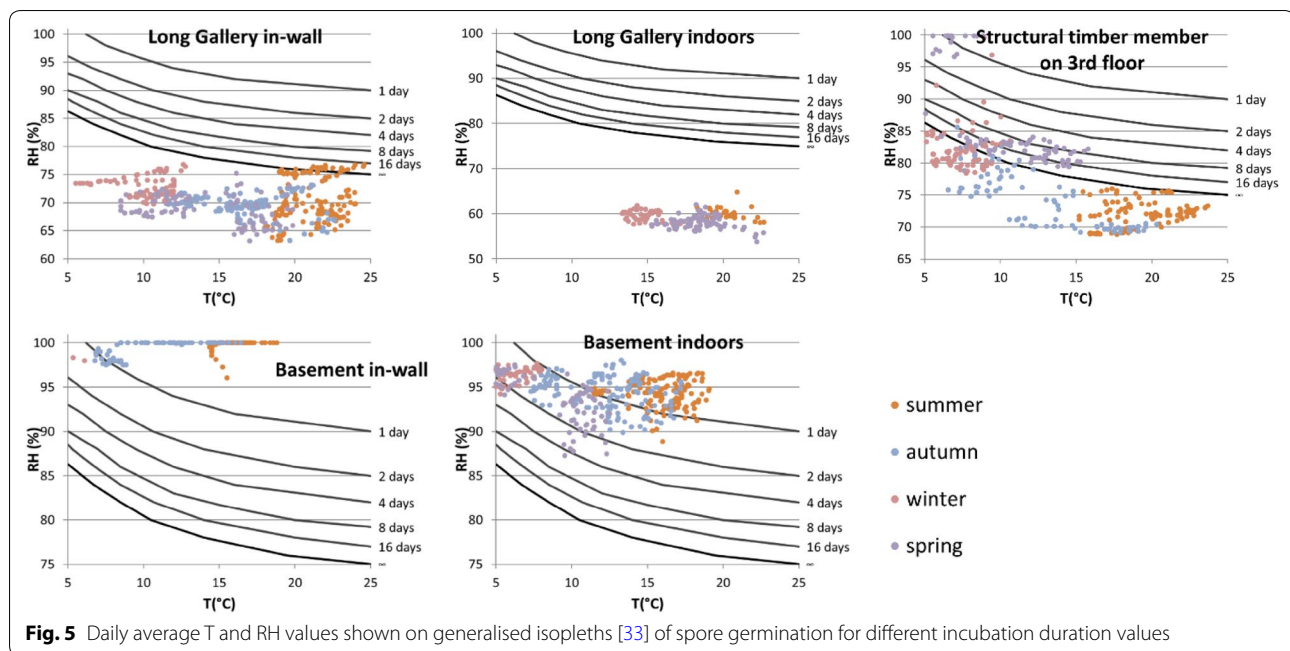 Long Gallery in-wall
100
95
90
85
80
75
70
65
60
RH (%)
1 day
2 days
4 days
8 days
16 days
∞
5 10 15 20 25
T(°C)
Long Gallery indoors
100
90
80
70
60
50
RH (%)
1 day
2 days
4 days
8 days
16 days
∞
5 10 15 20 25
T(°C)
Structural timber member
on 3rd floor
100
95
90
85
80
75
70
65
RH (%)
1 day
2 days
4 days
8 days
16 days
∞
5 10 15 20 25
T(°C)
Basement in-wall
100
95
90
85
80
75
RH (%)
1 day
2 days
4 days
8 days
16 days
∞
5 10 15 20 25
T(°C)
Basement indoors
100
95
90
85
80
75
RH (%)
1 day
2 days
4 days
8 days
16 days
∞
5 10 15 20 25
T(°C)
summer
autumn
winter
spring
Fig. 5 Daily average T and RH values shown on generalised isopleths [33] of spore germination for different incubation duration values